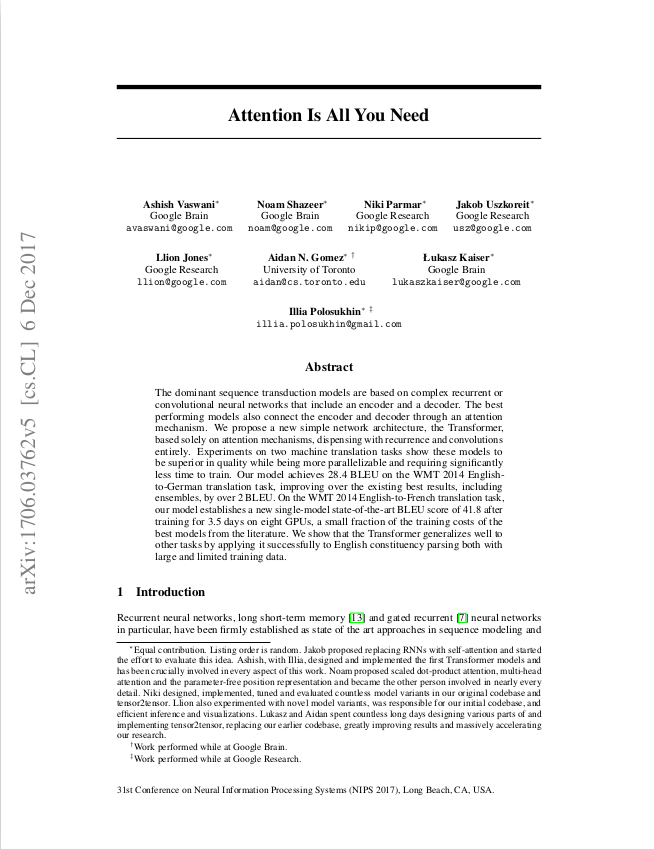 arXiv:1706.03762v5 [cs.CL] 6 Dec 2017
Attention Is All You Need
Ashish Vaswani* Noam Shazeer* Niki Parmar* Jakob Uszkoreit*
Google Brain Google Brain Google Research Google Research
avaswani@google.com noam@google.com nikip@google.com usz@google.com
Llion Jones* Aidan N. Gomez* † Łukasz Kaiser*
Google Research University of Toronto Google Brain
llion@google.com aidan@cs.toronto.edu lukaszkaiser@google.com
Illia Polosukhin* ‡
illia.polosukhin@gmail.com
Abstract
The dominant sequence transduction models are based on complex recurrent or
convolutional neural networks that include an encoder and a decoder. The best
performing models also connect the encoder and decoder through an attention
mechanism. We propose a new simple network architecture, the Transformer,
based solely on attention mechanisms, dispensing with recurrence and convolutions
entirely. Experiments on two machine translation tasks show these models to
be superior in quality while being more parallelizable and requiring significantly
less time to train. Our model achieves 28.4 BLEU on the WMT 2014 English-
to-German translation task, improving over the existing best results, including
ensembles, by over 2 BLEU. On the WMT 2014 English-to-French translation task,
our model establishes a new single-model state-of-the-art BLEU score of 41.8 after
training for 3.5 days on eight GPUs, a small fraction of the training costs of the
best models from the literature. We show that the Transformer generalizes well to
other tasks by applying it successfully to English constituency parsing both with
large and limited training data.
1 Introduction
Recurrent neural networks, long short-term memory [13] and gated recurrent [7] neural networks
in particular, have been firmly established as state of the art approaches in sequence modeling and
*Equal contribution. Listing order is random. Jakob proposed replacing RNNs with self-attention and started
the effort to evaluate this idea. Ashish, with Illia, designed and implemented the first Transformer models and
has been crucially involved in every aspect of this work. Noam proposed scaled dot-product attention, multi-head
attention and the parameter-free position representation and became the other person involved in nearly every
detail. Niki designed, implemented, tuned and evaluated countless model variants in our original codebase and
tensor2tensor. Llion also experimented with novel model variants, was responsible for our initial codebase, and
efficient inference and visualizations. Lukasz and Aidan spent countless long days designing various parts of and
implementing tensor2tensor, replacing our earlier codebase, greatly improving results and massively accelerating
our research.
†Work performed while at Google Brain.
‡Work performed while at Google Research.
31st Conference on Neural Information Processing Systems (NIPS 2017), Long Beach, CA, USA.